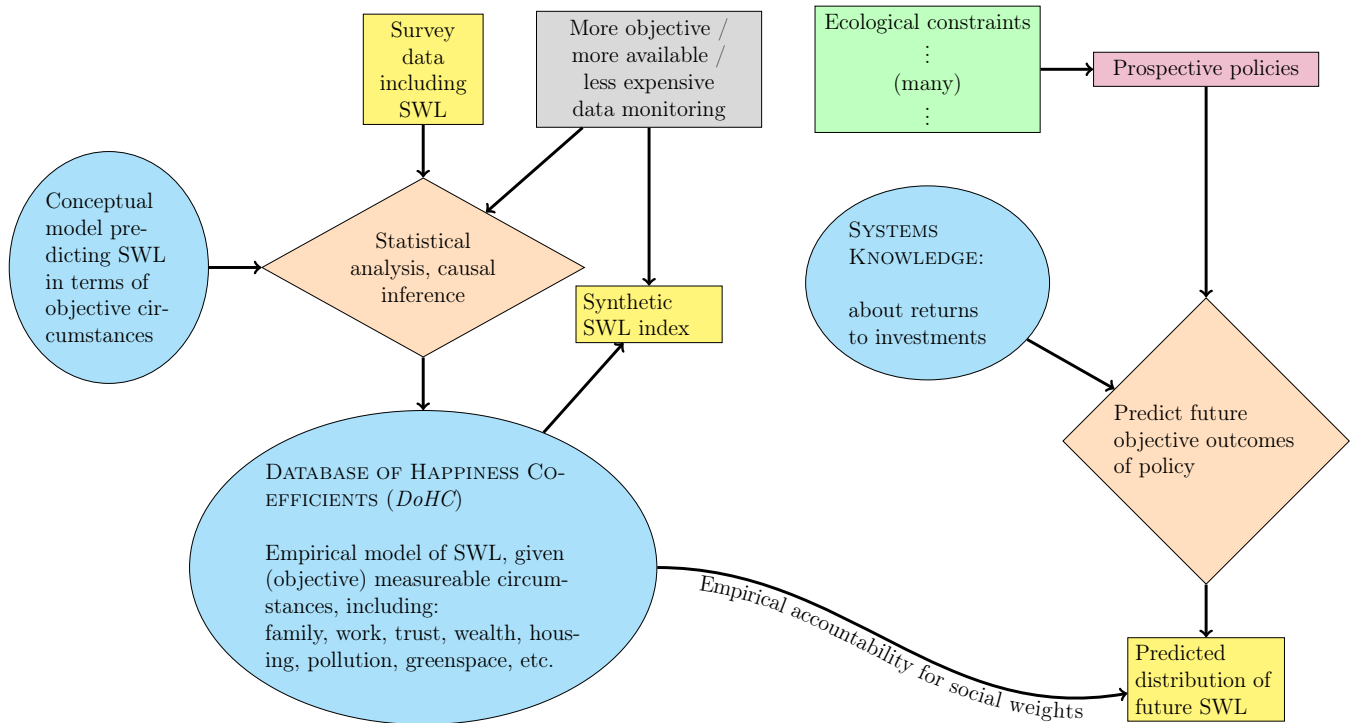 Survey
data
including
SWL
More objective /
more available /
less expensive
data monitoring
Ecological constraints
⋮
(many)
⋮
Prospective policies
Conceptual
model pre-
dicting SWL
in terms of
objective cir-
cumstances
Statistical
analysis, causal
inference
Synthetic
SWL index
SYSTEMS
KNOWLEDGE:
about returns
to investments
Predict future
objective outcomes
of policy
DATABASE OF HAPPINESS CO-
EFFICIENTS (DoHC)
Empirical model of SWL, given
(objective) measureable circum-
stances, including:
family, work, trust, wealth, hous-
ing, pollution, greenspace, etc.
Empirical accountability for social weights
Predicted
distribution of
future SWL